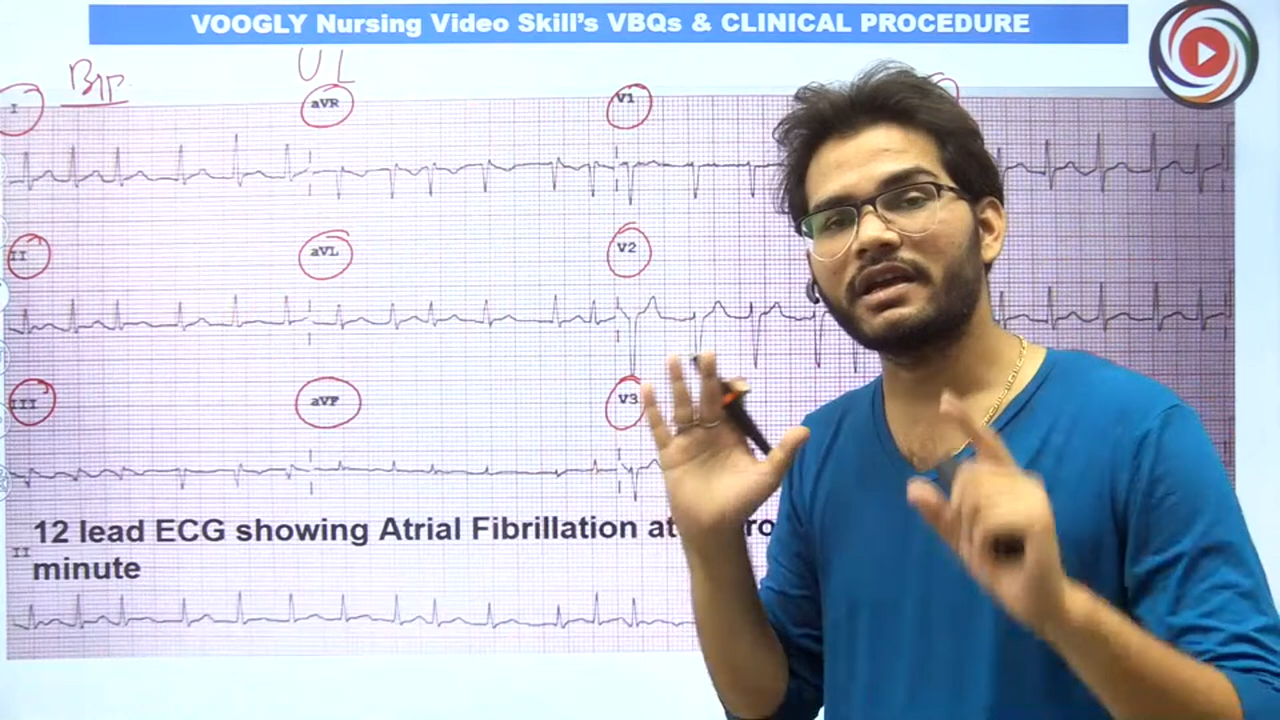 VOOGLY Nursing Video Skill's VBQs & CLINICAL PROCEDURE
Bip.
UL
I
aVR
V1
II
aVL
V2
III
aVF
V3
12 lead ECG showing Atrial Fibrillation at
minute
II